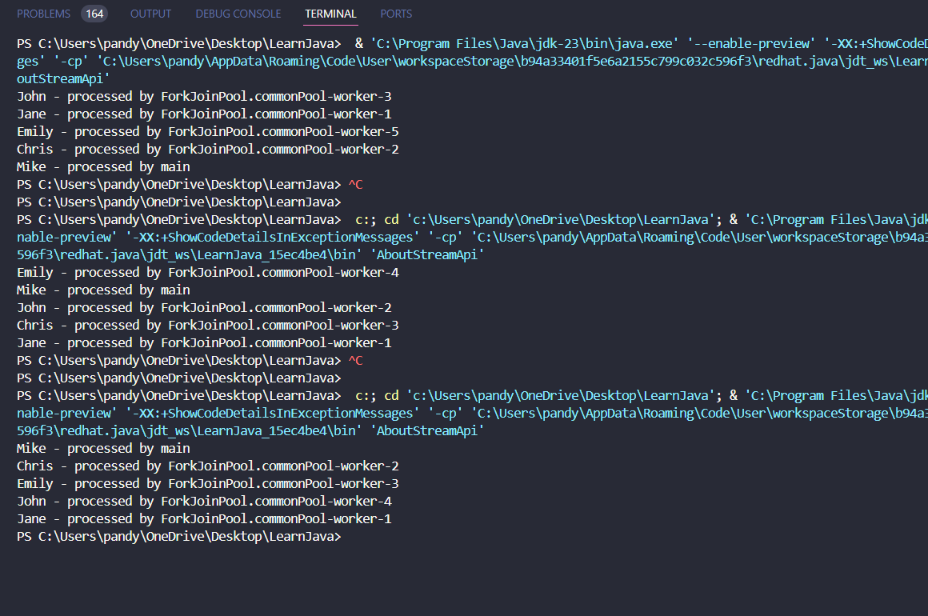 PROBLEMS 164 OUTPUT DEBUG CONSOLE TERMINAL PORTS
PS C:\Users\pandy\OneDrive\Desktop\LearnJava>  & 'C:\Program Files\Java\jdk-23\bin\java.exe' '--enable-preview' '-XX:+ShowCodeD
ges' '-cp' 'C:\Users\pandy\AppData\Roaming\Code\User\workspaceStorage\b94a33401f5e6a2155c799c032c596f3\redhat.java\jdt_ws\Learn
outStreamApi'
John - processed by ForkJoinPool.commonPool-worker-3
Jane - processed by ForkJoinPool.commonPool-worker-1
Emily - processed by ForkJoinPool.commonPool-worker-5
Chris - processed by ForkJoinPool.commonPool-worker-2
Mike - processed by main
PS C:\Users\pandy\OneDrive\Desktop\LearnJava> ^C
PS C:\Users\pandy\OneDrive\Desktop\LearnJava>
PS C:\Users\pandy\OneDrive\Desktop\LearnJava>  c:; cd 'c:\Users\pandy\OneDrive\Desktop\LearnJava'; & 'C:\Program Files\Java\jdk
nable-preview' '-XX:+ShowCodeDetailsInExceptionMessages' '-cp' 'C:\Users\pandy\AppData\Roaming\Code\User\workspaceStorage\b94a3
596f3\redhat.java\jdt_ws\LearnJava_15ec4be4\bin' 'AboutStreamApi'
Emily - processed by ForkJoinPool.commonPool-worker-4
Mike - processed by main
John - processed by ForkJoinPool.commonPool-worker-2
Chris - processed by ForkJoinPool.commonPool-worker-3
Jane - processed by ForkJoinPool.commonPool-worker-1
PS C:\Users\pandy\OneDrive\Desktop\LearnJava> ^C
PS C:\Users\pandy\OneDrive\Desktop\LearnJava>
PS C:\Users\pandy\OneDrive\Desktop\LearnJava>  c:; cd 'c:\Users\pandy\OneDrive\Desktop\LearnJava'; & 'C:\Program Files\Java\jdk
nable-preview' '-XX:+ShowCodeDetailsInExceptionMessages' '-cp' 'C:\Users\pandy\AppData\Roaming\Code\User\workspaceStorage\b94a3
596f3\redhat.java\jdt_ws\LearnJava_15ec4be4\bin' 'AboutStreamApi'
Mike - processed by main
Chris - processed by ForkJoinPool.commonPool-worker-2
Emily - processed by ForkJoinPool.commonPool-worker-3
John - processed by ForkJoinPool.commonPool-worker-4
Jane - processed by ForkJoinPool.commonPool-worker-1
PS C:\Users\pandy\OneDrive\Desktop\LearnJava>